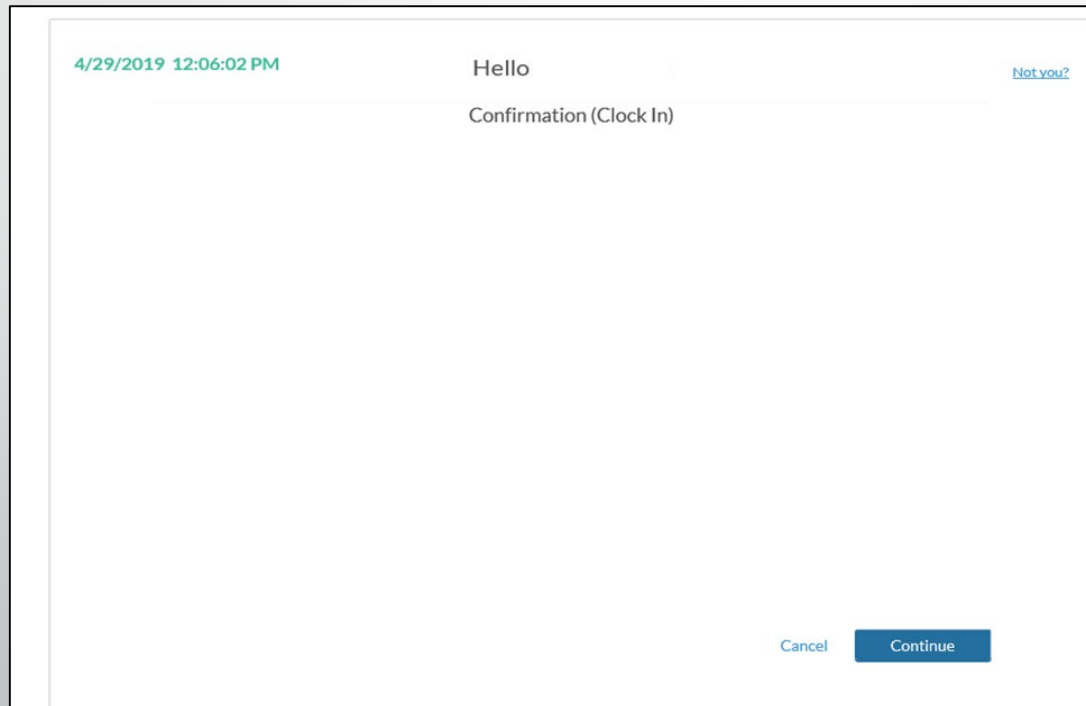 4/29/2019 12:06:02 PM
Hello
Not you?
Confirmation (Clock In)
Cancel
Continue